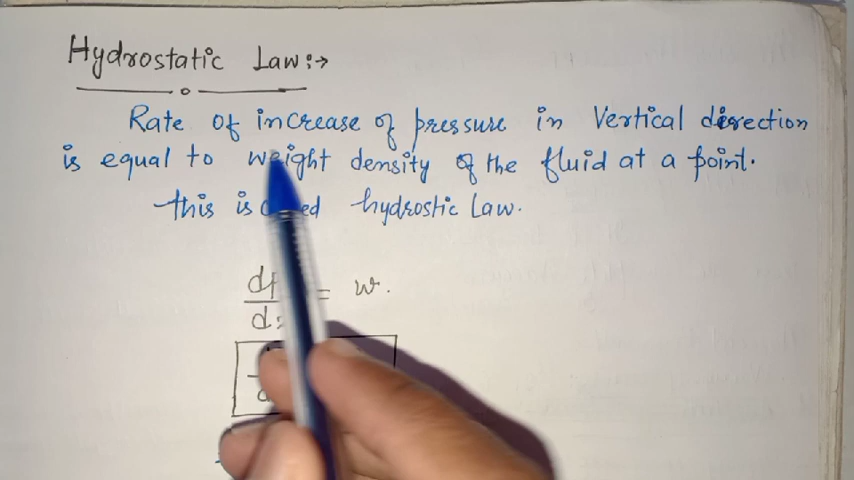 Hydrostatic Law:→
Rate of increase of pressure in Vertical direction
is equal to weight density of the fluid at a point.
This is hydrostic Law.
= w.